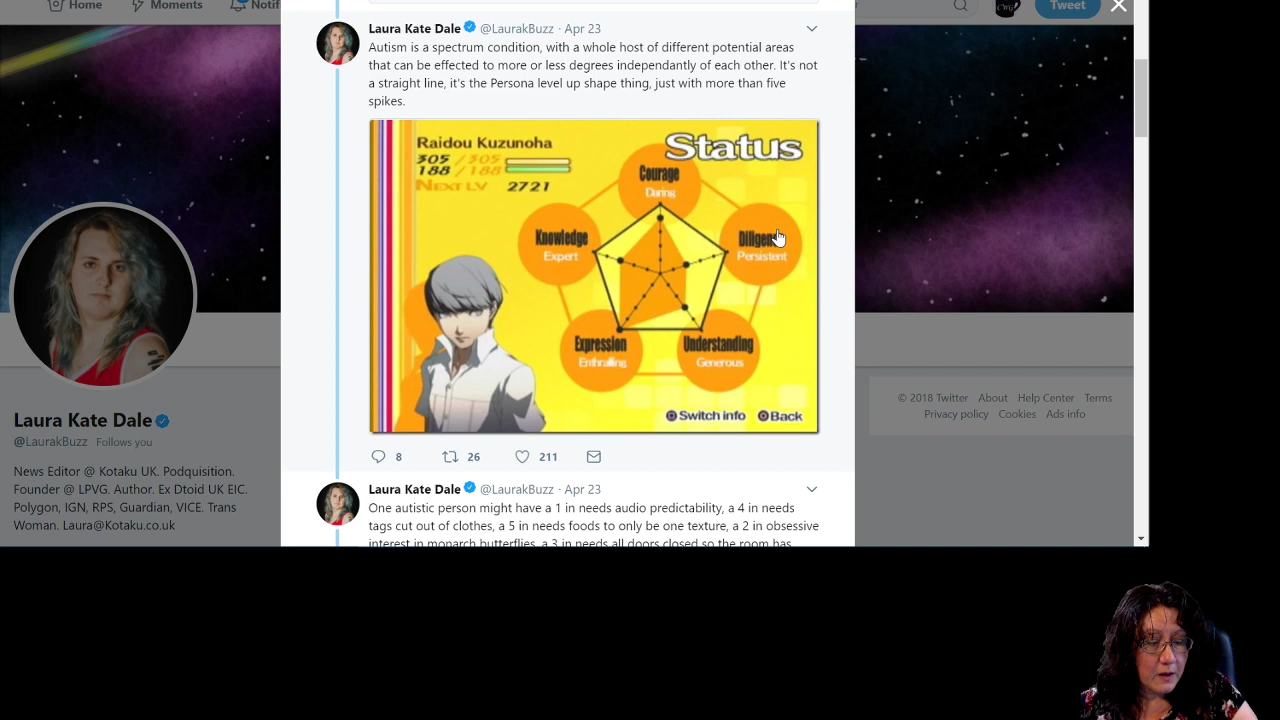 Home Moments Notif
Tweet
Laura Kate Dale @LaurakBuzz · Apr 23
Autism is a spectrum condition, with a whole host of different potential areas
that can be effected to more or less degrees independantly of each other. It's not
a straight line, it's the Persona level up shape thing, just with more than five
spikes.
Raidou Kuzunoha
Status
305 / 305
188 / 188
Next Lv 2721
Courage
Daring
Knowledge
Expert
Persistent
Expression
Enthralling
Understanding
Generous
Switch info Back
8 26 211
Laura Kate Dale @LaurakBuzz · Apr 23
One autistic person might have a 1 in needs audio predictability, a 4 in needs
tags cut out of clothes, a 5 in needs foods to only be one texture, a 2 in obsessive
interest in monarch butterflies, a 3 in needs all doors closed so the room has
Laura Kate Dale
@LaurakBuzz Follows you
News Editor @ Kotaku UK. Podquisition.
Founder @ LPVG. Author. Ex Dtoid UK EIC.
Polygon, IGN, RPS, Guardian, VICE. Trans
Woman. Laura@Kotaku.co.uk
© 2018 Twitter About Help Center Terms
Privacy policy Cookies Ads info